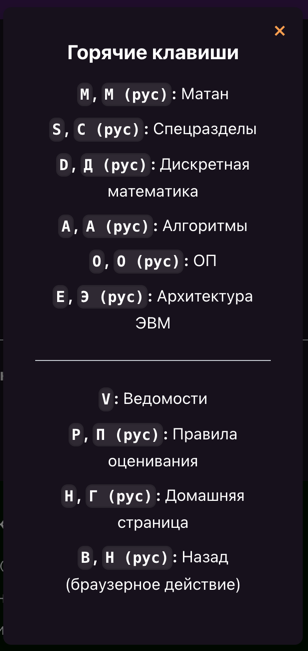 ×
Горячие клавиши
M, М (рус): Матан
S, С (рус): Спецразделы
D, Д (рус): Дискретная
математика
A, А (рус): Алгоритмы
O, О (рус): ОП
E, Э (рус): Архитектура
ЭВМ
V: Ведомости
P, П (рус): Правила
оценивания
H, Г (рус): Домашняя
страница
B, Н (рус): Назад
(браузерное действие)